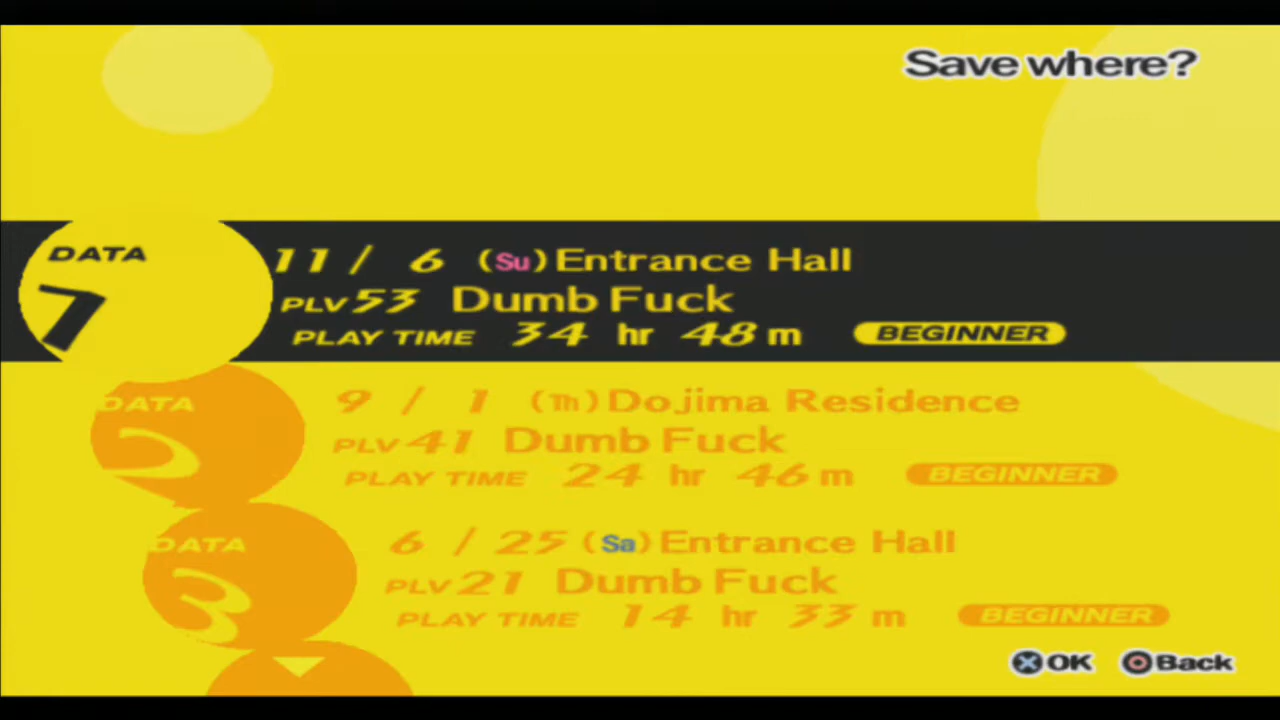 Save where?
DATA 1
11 / 6 (Su) Entrance Hall
PLV 53 Dumb Fuck
PLAY TIME 34 hr 48 m BEGINNER
DATA 2
9 / 1 (Th) Dojima Residence
PLV 41 Dumb Fuck
PLAY TIME 24 hr 46 m BEGINNER
DATA 3
6 / 25 (Sa) Entrance Hall
PLV 21 Dumb Fuck
PLAY TIME 14 hr 33 m BEGINNER
OK Back